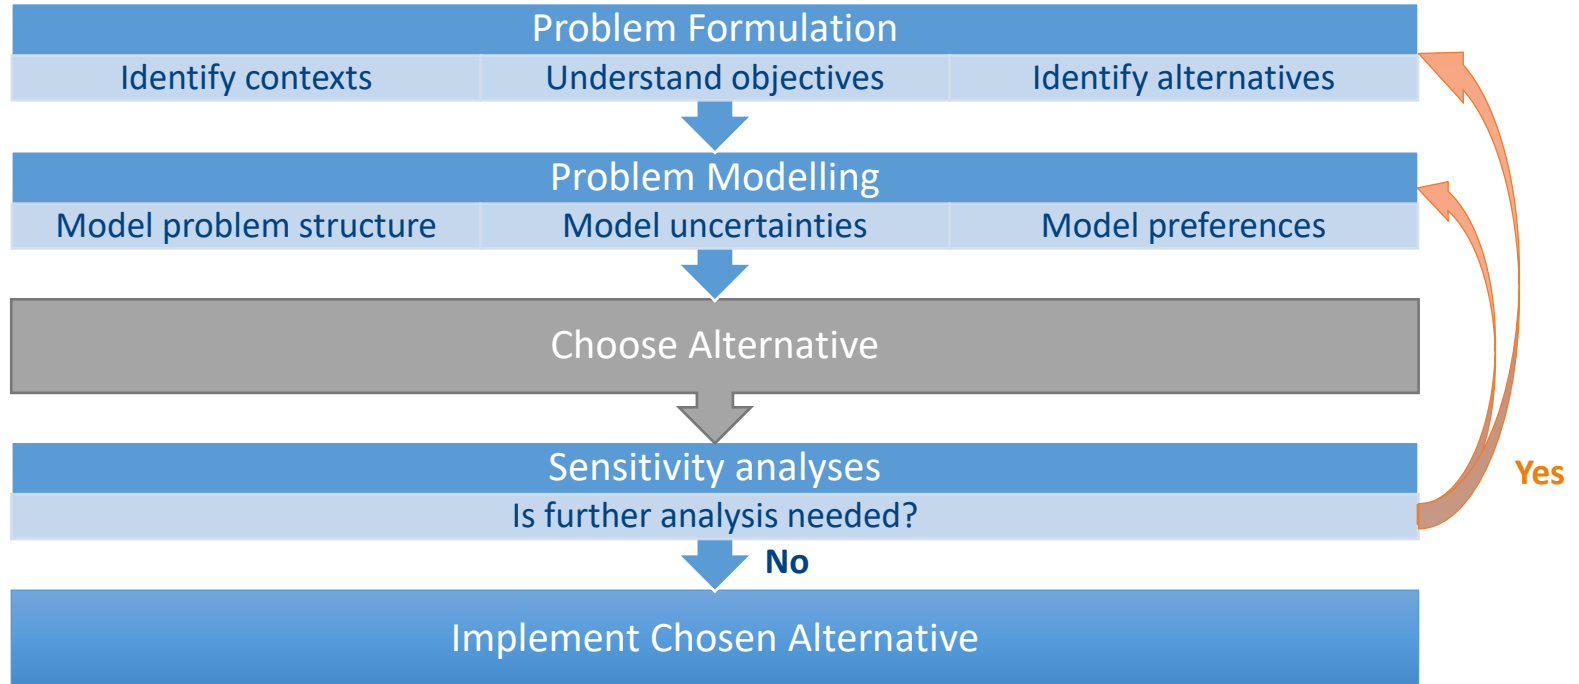 Problem Formulation
Identify contexts Understand objectives Identify alternatives
Problem Modelling
Model problem structure Model uncertainties Model preferences
Choose Alternative
Sensitivity analyses
Is further analysis needed?
Yes
No
Implement Chosen Alternative